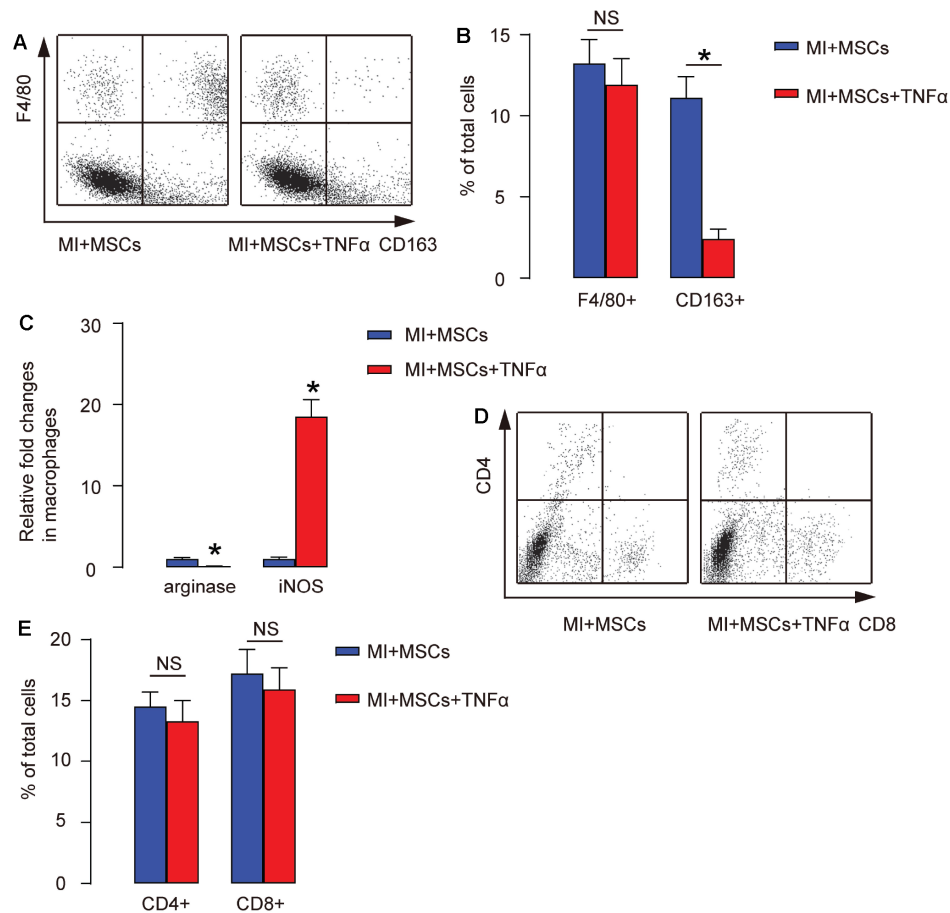 A
F4/80
MI+MSCs
MI+MSCs+TNFα CD163
B
% of total cells
15
10
5
0
NS
*
F4/80+
CD163+
MI+MSCs
MI+MSCs+TNFα
C
Relative fold changes
in macrophages
30
20
10
0
*
*
arginase
iNOS
MI+MSCs
MI+MSCs+TNFα
D
CD4
MI+MSCs
MI+MSCs+TNFα CD8
E
% of total cells
20
15
10
5
0
NS
NS
CD4+
CD8+
MI+MSCs
MI+MSCs+TNFα